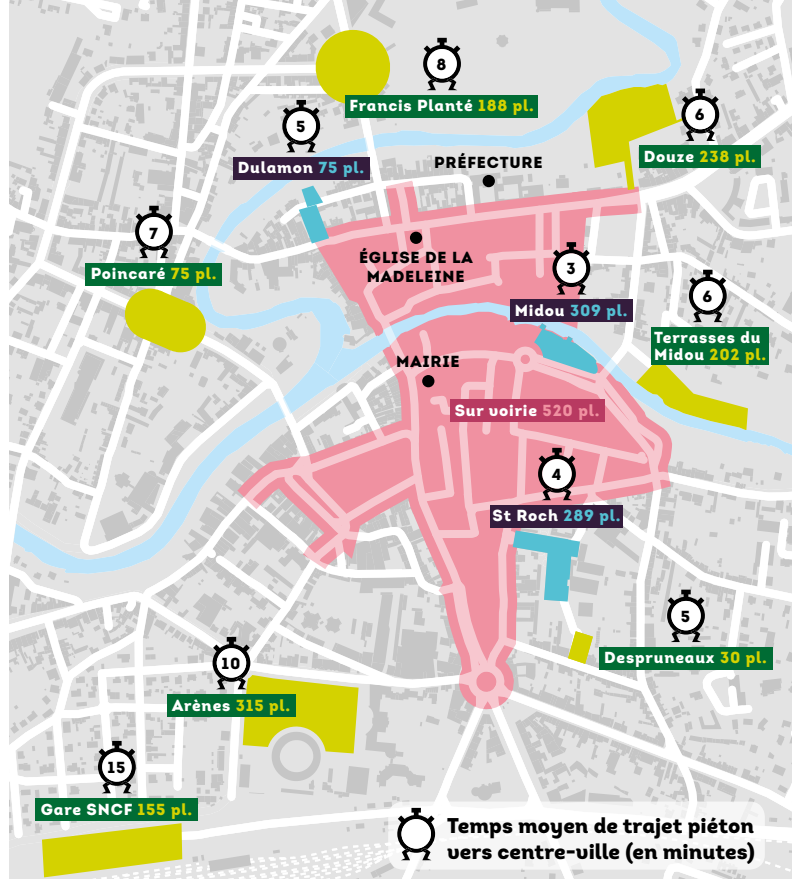 8
Francis Planté 188 pl.
5
Dulamon 75 pl.
6
Douze 238 pl.
PRÉFECTURE
7
Poincaré 75 pl.
ÉGLISE DE LA
MADELEINE
3
Midou 309 pl.
6
Terrasses du
Midou 202 pl.
MAIRIE
Sur voirie 520 pl.
4
St Roch 289 pl.
5
Despruneaux 30 pl.
10
Arènes 315 pl.
15
Gare SNCF 155 pl.
Temps moyen de trajet piéton
vers centre-ville (en minutes)